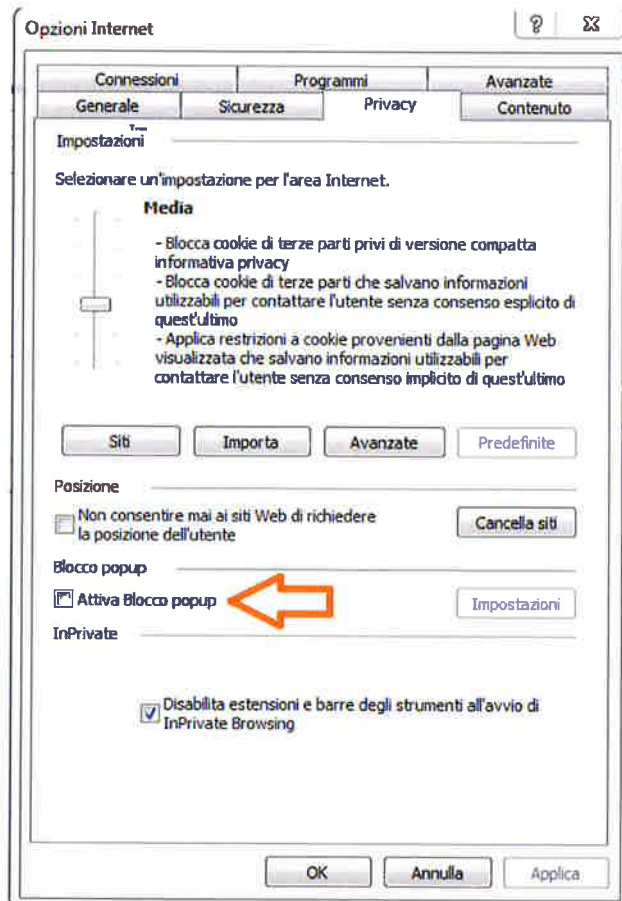 Opzioni Internet
Connessioni Programmi Avanzate
Generale Sicurezza Privacy Contenuto
Impostazioni
Selezionare un'impostazione per l'area Internet.
Media
- Blocca cookie di terze parti privi di versione compatta
informativa privacy
- Blocca cookie di terze parti che salvano informazioni
utilizzabili per contattare l'utente senza consenso esplicito di
quest'ultimo
- Applica restrizioni a cookie provenienti dalla pagina Web
visualizzata che salvano informazioni utilizzabili per
contattare l'utente senza consenso implicito di quest'ultimo
Siti Importa Avanzate Predefinite
Posizione
Non consentire mai ai siti Web di richiedere
la posizione dell'utente
Cancella siti
Blocco popup
Attiva Blocco popup
Impostazioni
InPrivate
Disabilita estensioni e barre degli strumenti all'avvio di
InPrivate Browsing
OK Annulla Applica